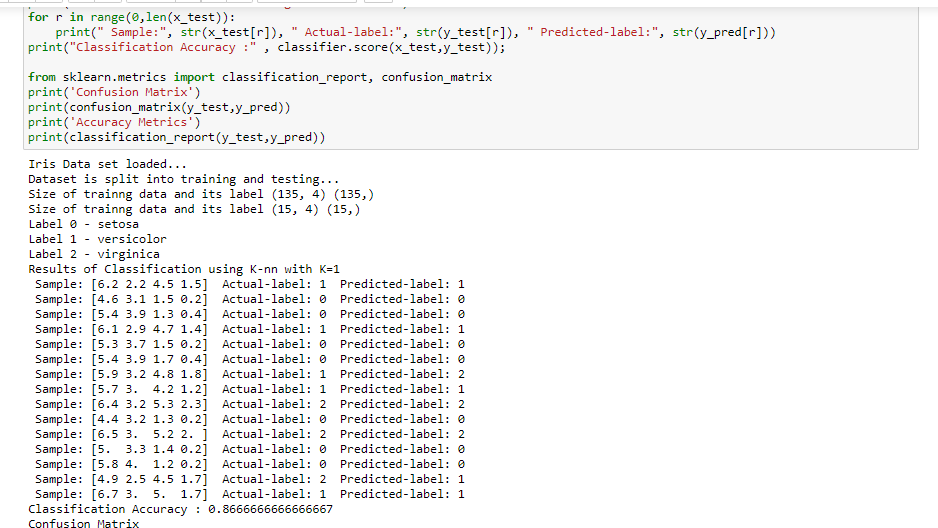 for r in range(0,len(x_test)):
    print(" Sample:", str(x_test[r]), " Actual-label:", str(y_test[r]), " Predicted-label:", str(y_pred[r]))
print("Classification Accuracy :" , classifier.score(x_test,y_test));

from sklearn.metrics import classification_report, confusion_matrix
print('Confusion Matrix')
print(confusion_matrix(y_test,y_pred))
print('Accuracy Metrics')
print(classification_report(y_test,y_pred))
Iris Data set loaded...
Dataset is split into training and testing...
Size of trainng data and its label (135, 4) (135,)
Size of trainng data and its label (15, 4) (15,)
Label 0 - setosa
Label 1 - versicolor
Label 2 - virginica
Results of Classification using K-nn with K=1
 Sample: [6.2 2.2 4.5 1.5]  Actual-label: 1  Predicted-label: 1
 Sample: [4.6 3.1 1.5 0.2]  Actual-label: 0  Predicted-label: 0
 Sample: [5.4 3.9 1.3 0.4]  Actual-label: 0  Predicted-label: 0
 Sample: [6.1 2.9 4.7 1.4]  Actual-label: 1  Predicted-label: 1
 Sample: [5.3 3.7 1.5 0.2]  Actual-label: 0  Predicted-label: 0
 Sample: [5.4 3.9 1.7 0.4]  Actual-label: 0  Predicted-label: 0
 Sample: [5.9 3.2 4.8 1.8]  Actual-label: 1  Predicted-label: 2
 Sample: [5.7 3.  4.2 1.2]  Actual-label: 1  Predicted-label: 1
 Sample: [6.4 3.2 5.3 2.3]  Actual-label: 2  Predicted-label: 2
 Sample: [4.4 3.2 1.3 0.2]  Actual-label: 0  Predicted-label: 0
 Sample: [6.5 3.  5.2 2. ]  Actual-label: 2  Predicted-label: 2
 Sample: [5.  3.3 1.4 0.2]  Actual-label: 0  Predicted-label: 0
 Sample: [5.8 4.  1.2 0.2]  Actual-label: 0  Predicted-label: 0
 Sample: [4.9 2.5 4.5 1.7]  Actual-label: 2  Predicted-label: 1
 Sample: [6.7 3.  5.  1.7]  Actual-label: 1  Predicted-label: 1
Classification Accuracy : 0.8666666666666667
Confusion Matrix